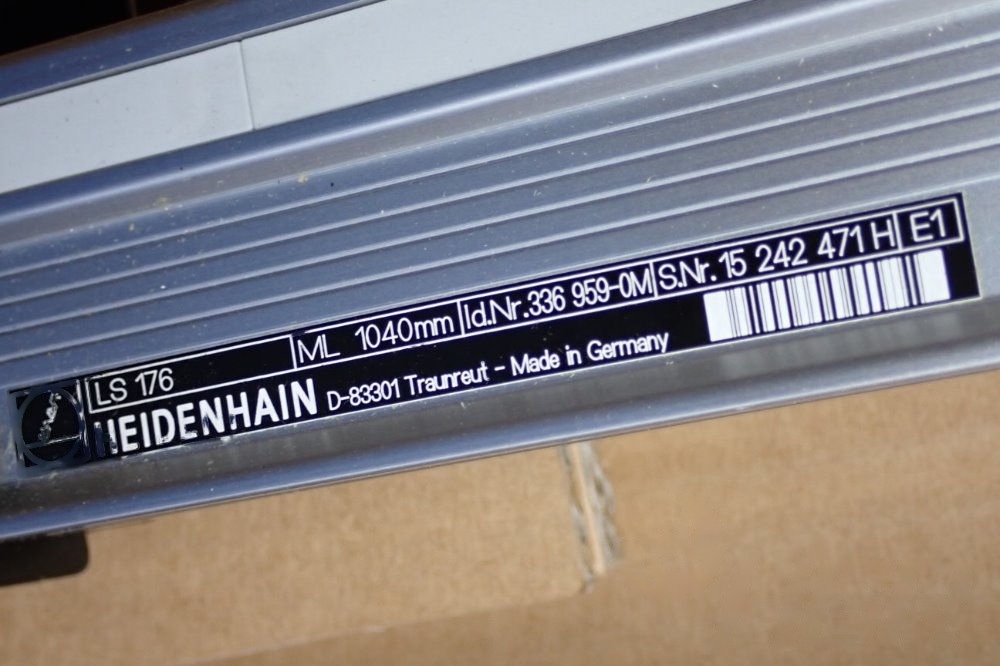 LS 176 ML 1040mm Id.Nr.336 959-0M S.Nr.15 242 471 H E1
HEIDENHAIN D-83301 Traunreut - Made in Germany